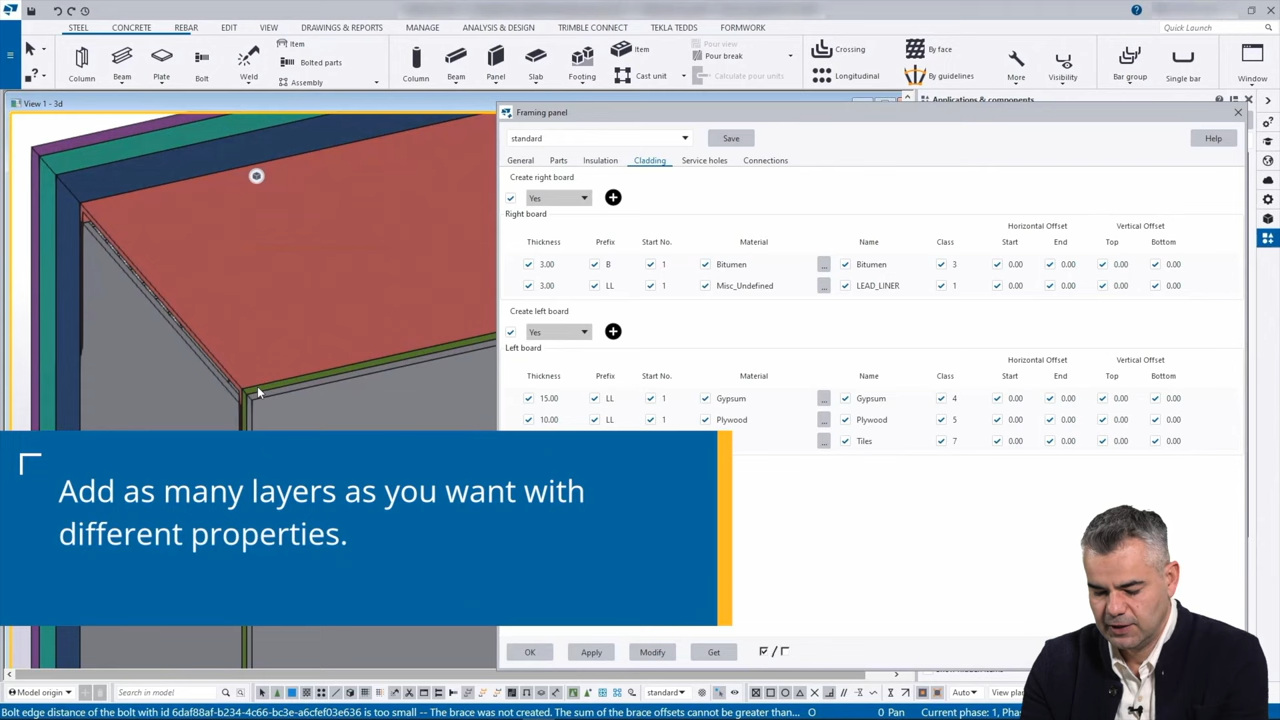 STEEL CONCRETE REBAR EDIT VIEW DRAWINGS & REPORTS MANAGE ANALYSIS & DESIGN TRIMBLE CONNECT TEKLA TEDDS FORMWORK Quick Launch
Column Beam Plate Bolt Weld Item Bolted parts Assembly
Column Beam Panel Slab Footing Item Cast unit Pour view Pour break Calculate pour units
Crossing Longitudinal By face By guidelines More Visibility Bar group Single bar Window
View 1 - 3d
Applications & components
Framing panel
standard Save Help
General Parts Insulation Cladding Service holes Connections
Create right board
Yes
Right board
Horizontal Offset Vertical Offset
Thickness Prefix Start No. Material Name Class Start End Top Bottom
3.00 B 1 Bitumen ... Bitumen 3 0.00 0.00 0.00 0.00
3.00 LL 1 Misc_Undefined ... LEAD_LINER 1 0.00 0.00 0.00 0.00
Create left board
Yes
Left board
Horizontal Offset Vertical Offset
Thickness Prefix Start No. Material Name Class Start End Top Bottom
15.00 LL 1 Gypsum ... Gypsum 4 0.00 0.00 0.00 0.00
10.00 LL 1 Plywood ... Plywood 5 0.00 0.00 0.00 0.00
... Tiles 7 0.00 0.00 0.00 0.00
Add as many layers as you want with
different properties.
OK Apply Modify Get
Model origin Search in model standard Auto View plan
Bolt edge distance of the bolt with id 6daf88af-b234-4c66-bc3e-a6cfef03e636 is too small -- The brace was not created. The sum of the brace offsets cannot be greater than... O 0 Pan Current phase: 1, Phase